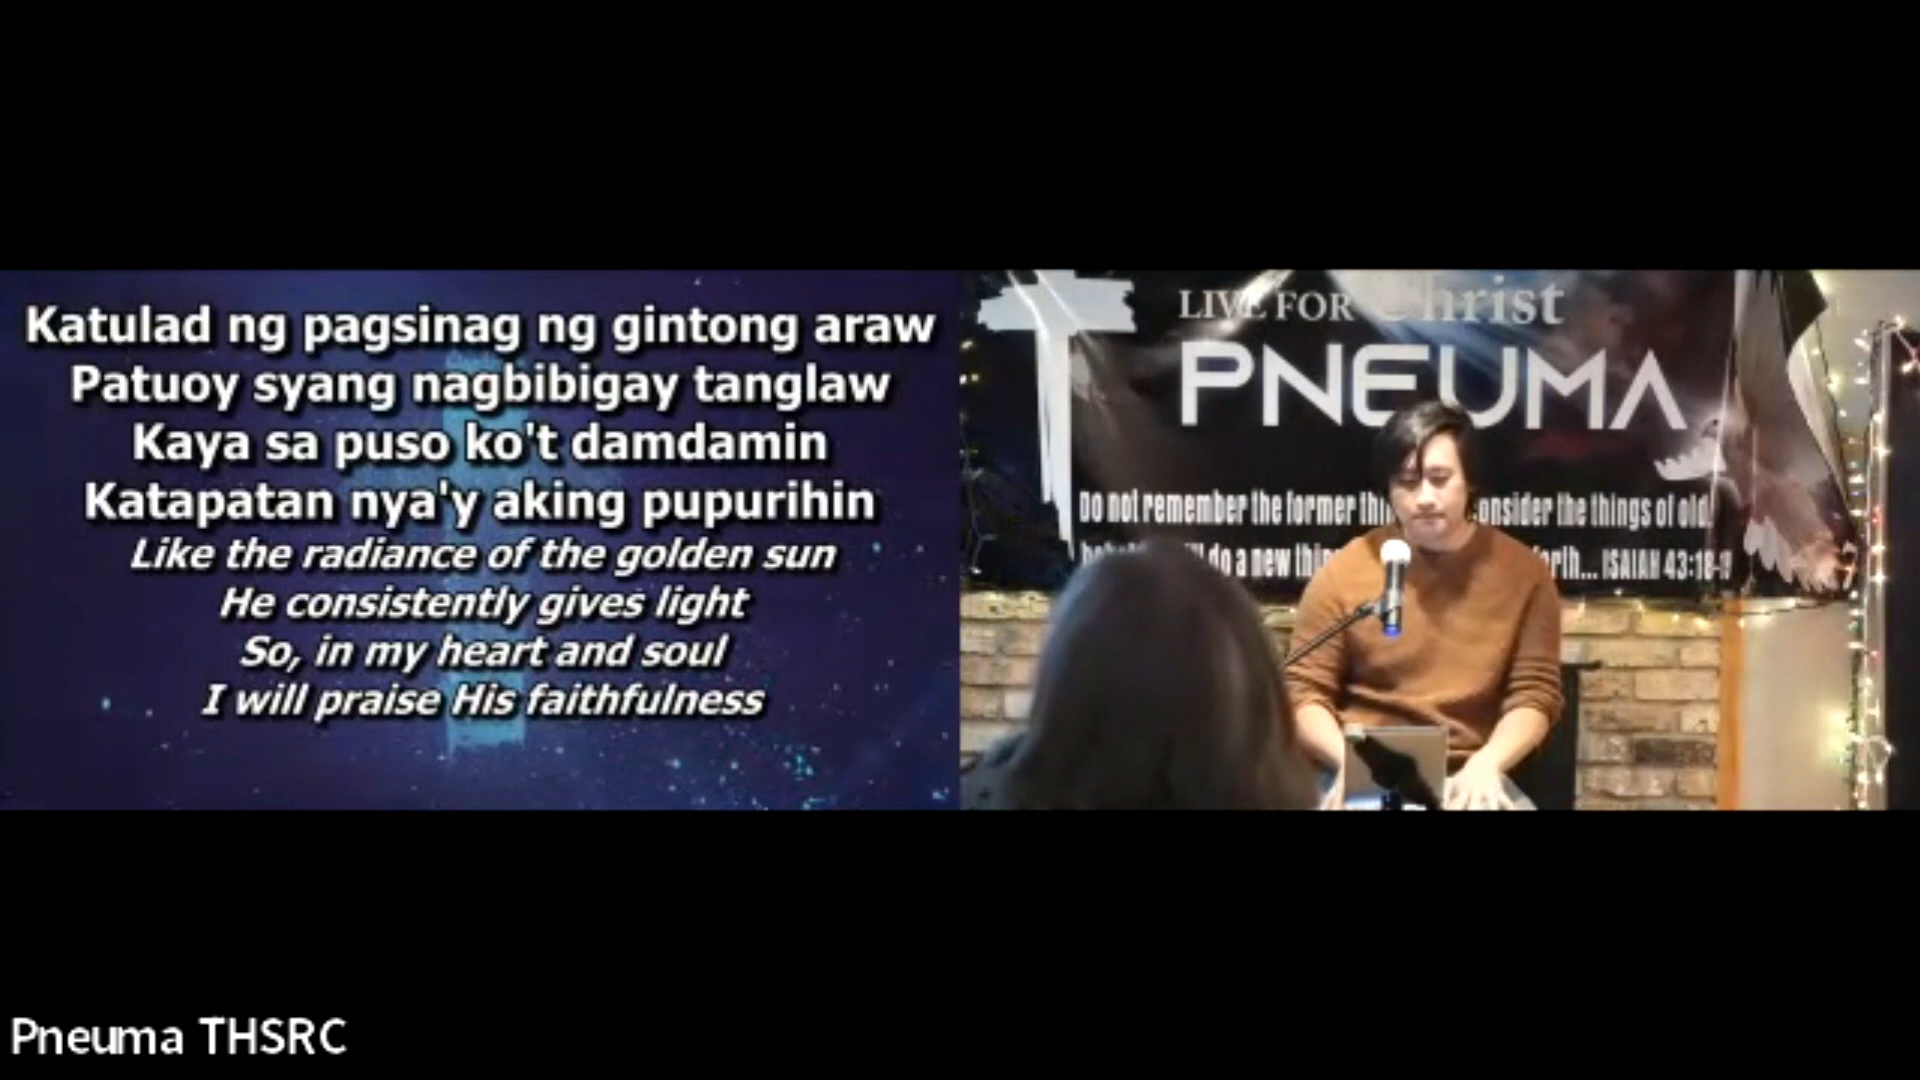 Katulad ng pagsinag ng gintong araw
Patuoy syang nagbibigay tanglaw
Kaya sa puso ko't damdamin
Katapatan nya'y aking pupurihin
Like the radiance of the golden sun
He consistently gives light
So, in my heart and soul
I will praise His faithfulness
LIVE FOR Christ
PNEUMA
Do not remember the former consider the things of old
do a new ... ISAIAH 43:18-19
Pneuma THSRC